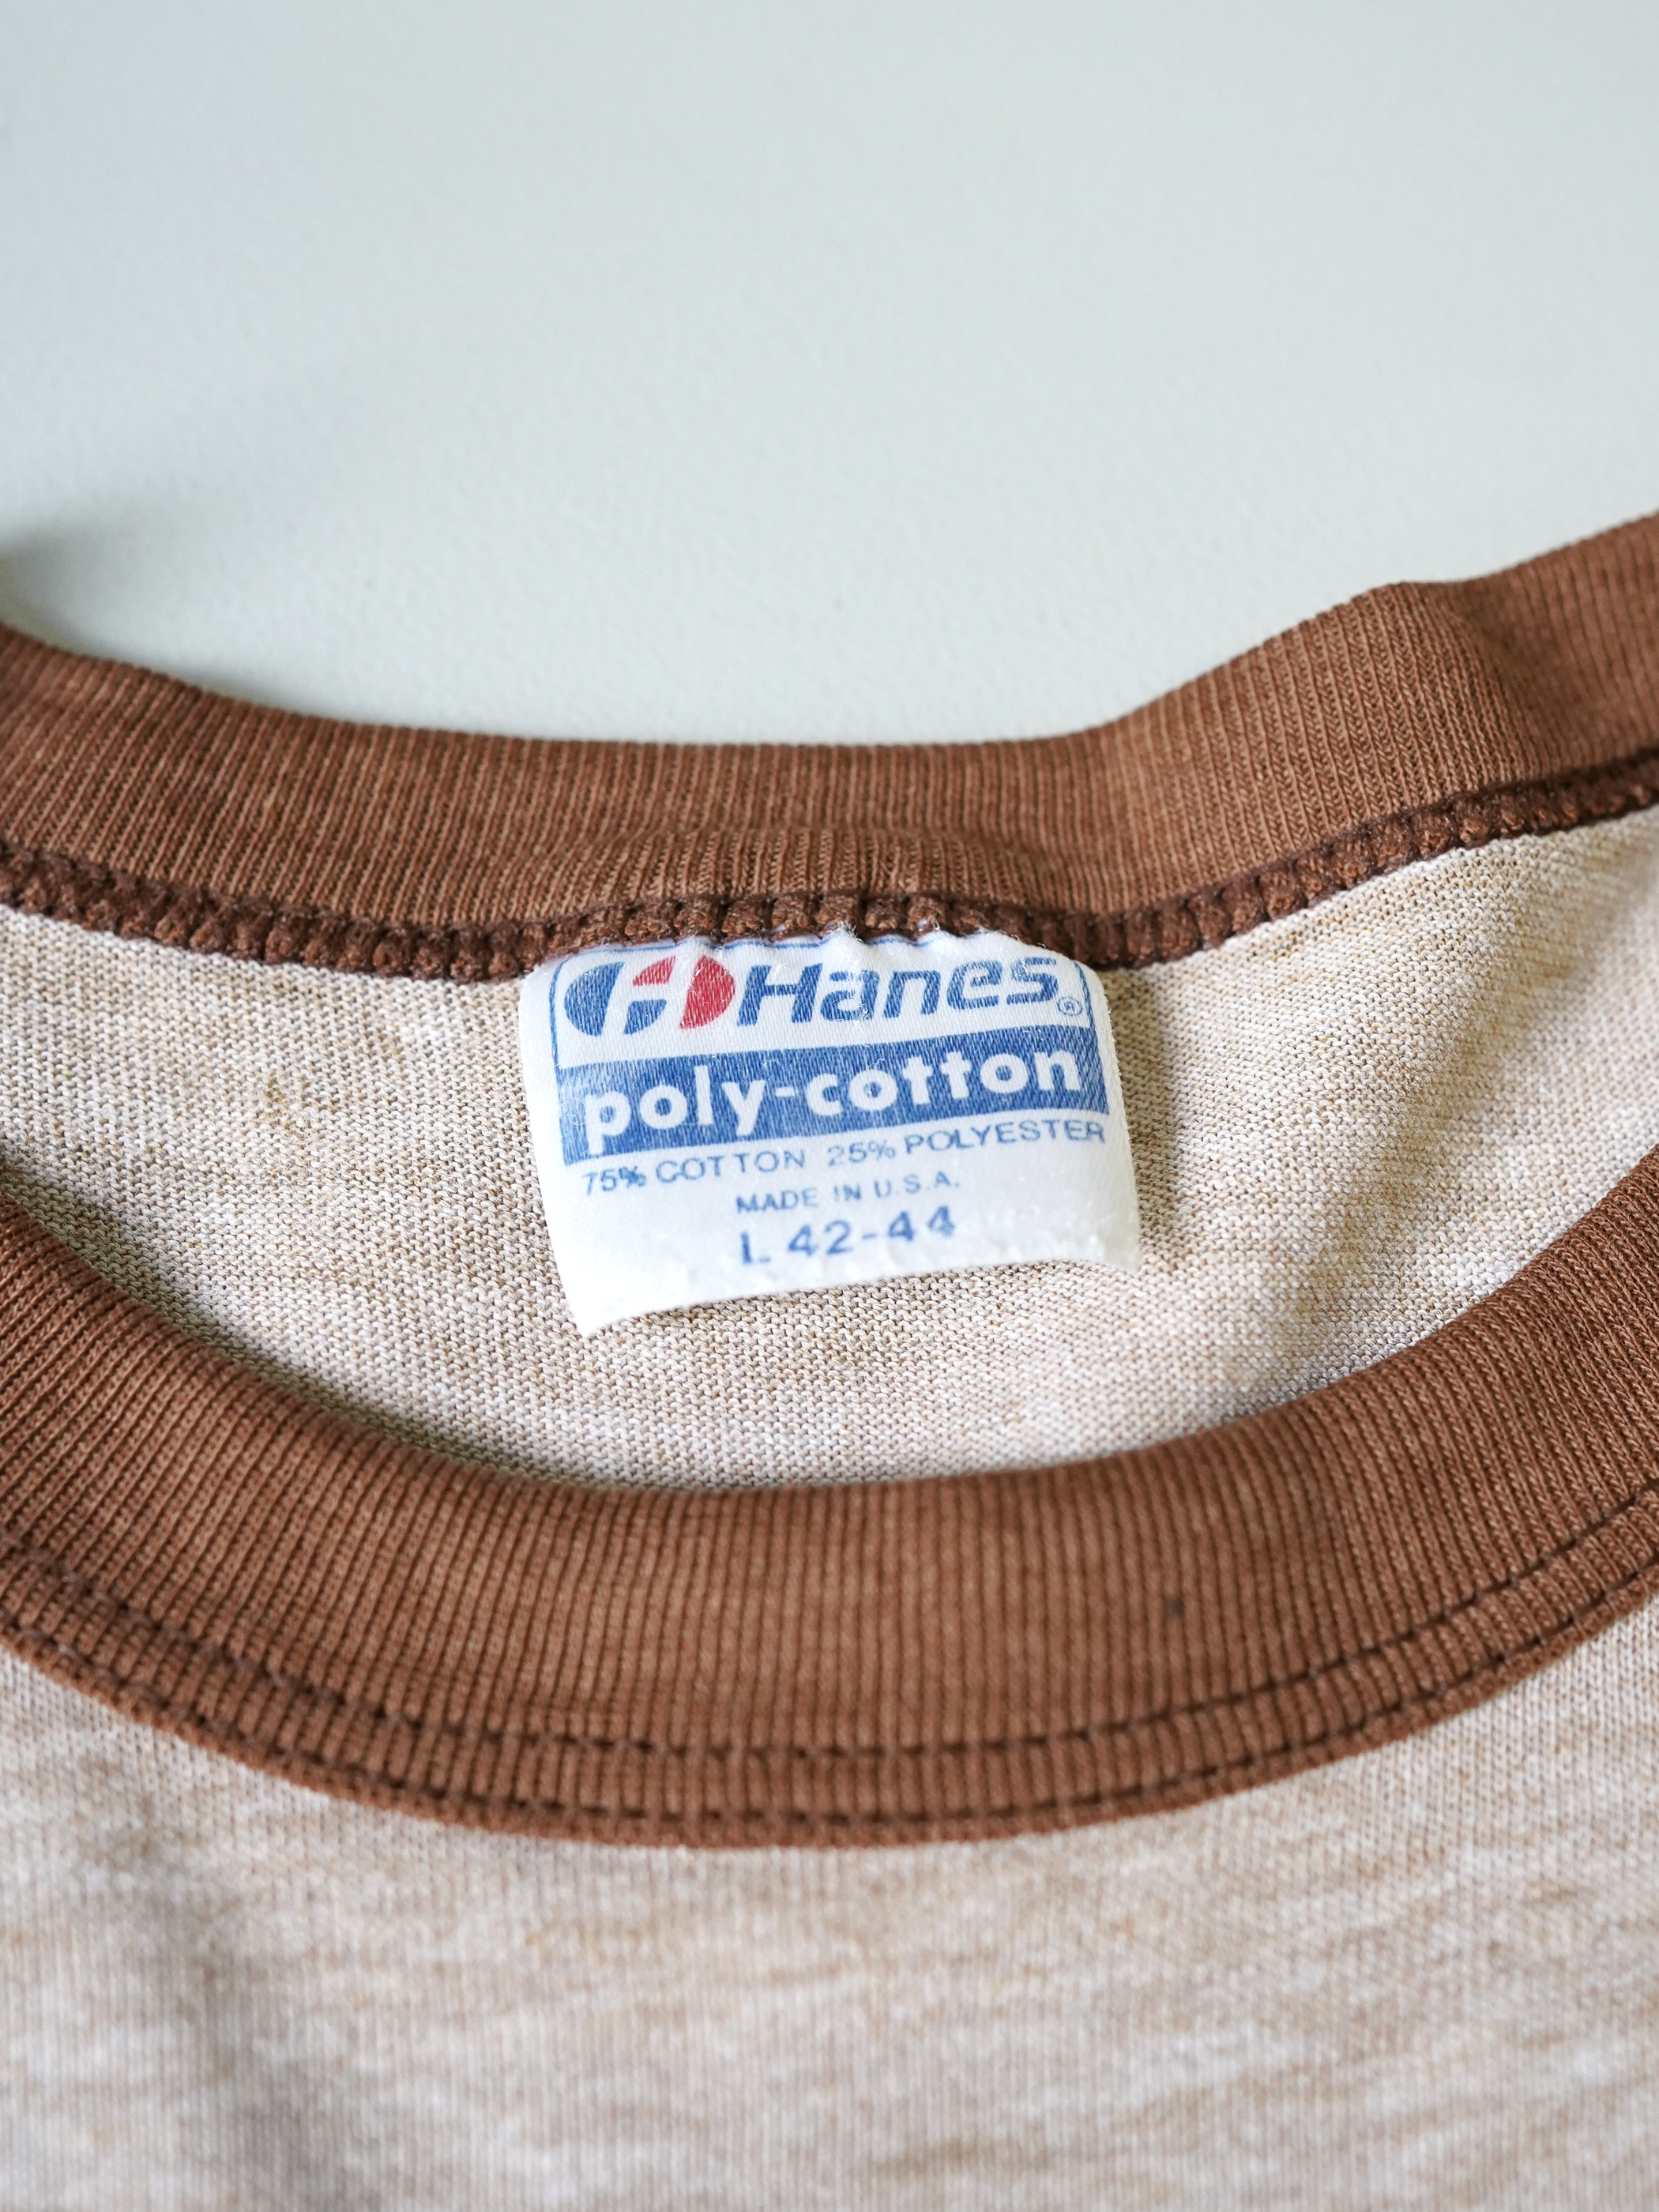 Hanes®
poly-cotton
75% COTTON 25% POLYESTER
MADE IN U.S.A.
L 42-44